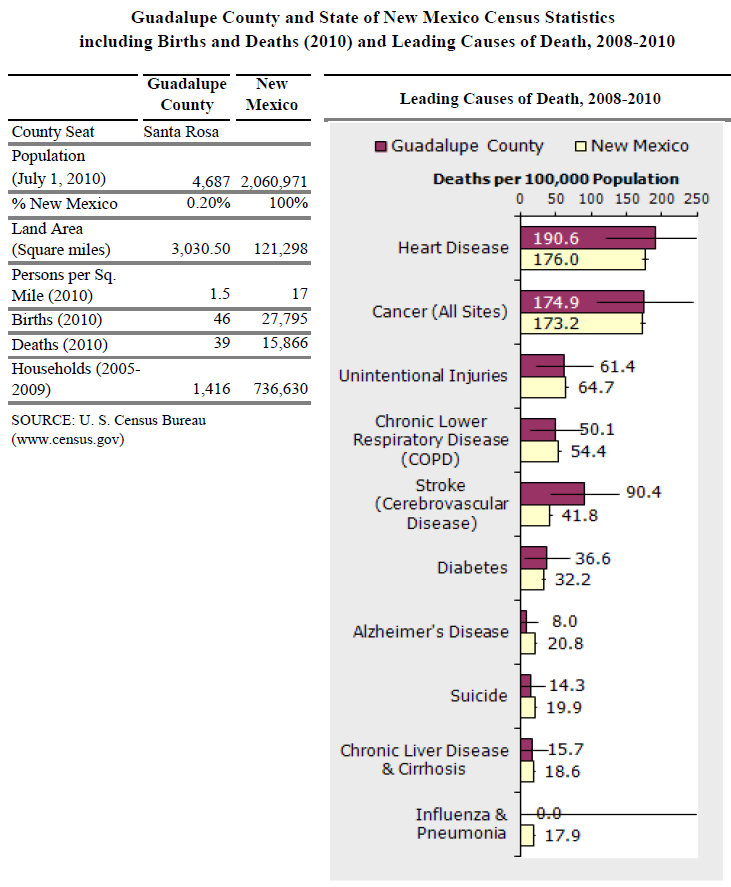 Guadalupe County and State of New Mexico Census Statistics
including Births and Deaths (2010) and Leading Causes of Death, 2008-2010
Guadalupe County New Mexico
County Seat Santa Rosa
Population
(July 1, 2010) 4,687 2,060,971
% New Mexico 0.20% 100%
Land Area
(Square miles) 3,030.50 121,298
Persons per Sq.
Mile (2010) 1.5 17
Births (2010) 46 27,795
Deaths (2010) 39 15,866
Households (2005-
2009) 1,416 736,630
SOURCE: U. S. Census Bureau
(www.census.gov)
Leading Causes of Death, 2008-2010
Guadalupe County New Mexico
Deaths per 100,000 Population
0 50 100 150 200 250
Heart Disease
190.6
176.0
Cancer (All Sites)
174.9
173.2
Unintentional Injuries
61.4
64.7
Chronic Lower
Respiratory Disease
(COPD)
50.1
54.4
Stroke
(Cerebrovascular
Disease)
90.4
41.8
Diabetes
36.6
32.2
Alzheimer's Disease
8.0
20.8
Suicide
14.3
19.9
Chronic Liver Disease
& Cirrhosis
15.7
18.6
Influenza &
Pneumonia
0.0
17.9